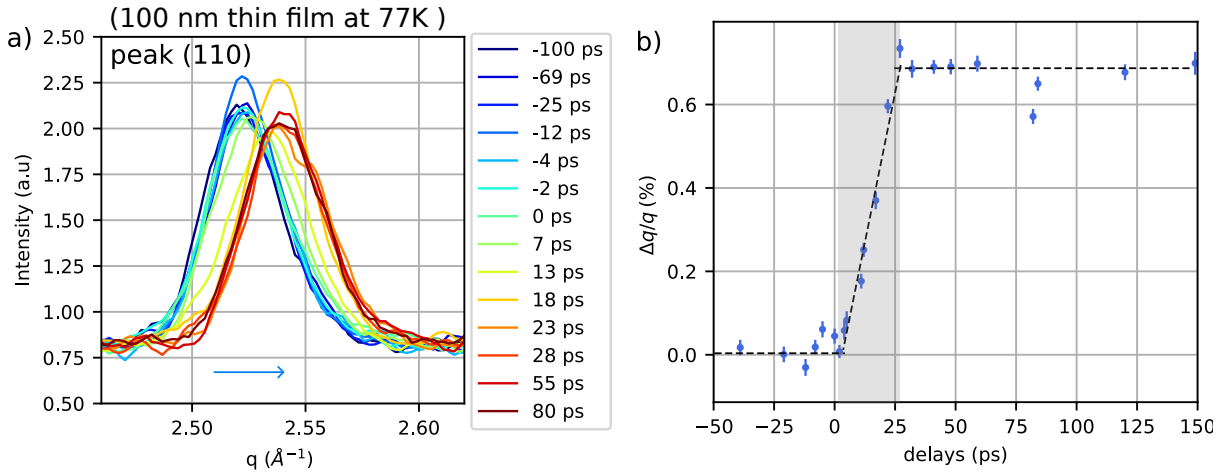 (100 nm thin film at 77K )
a)
peak (110)
2.50
2.25
2.00
1.75
1.50
1.25
1.00
0.75
0.50
Intensity (a.u)
2.50
2.55
2.60
q (Å⁻¹)
-100 ps
-69 ps
-25 ps
-12 ps
-4 ps
-2 ps
0 ps
7 ps
13 ps
18 ps
23 ps
28 ps
55 ps
80 ps
b)
0.6
0.4
0.2
0.0
Δq/q (%)
−50
−25
0
25
50
75
100
125
150
delays (ps)